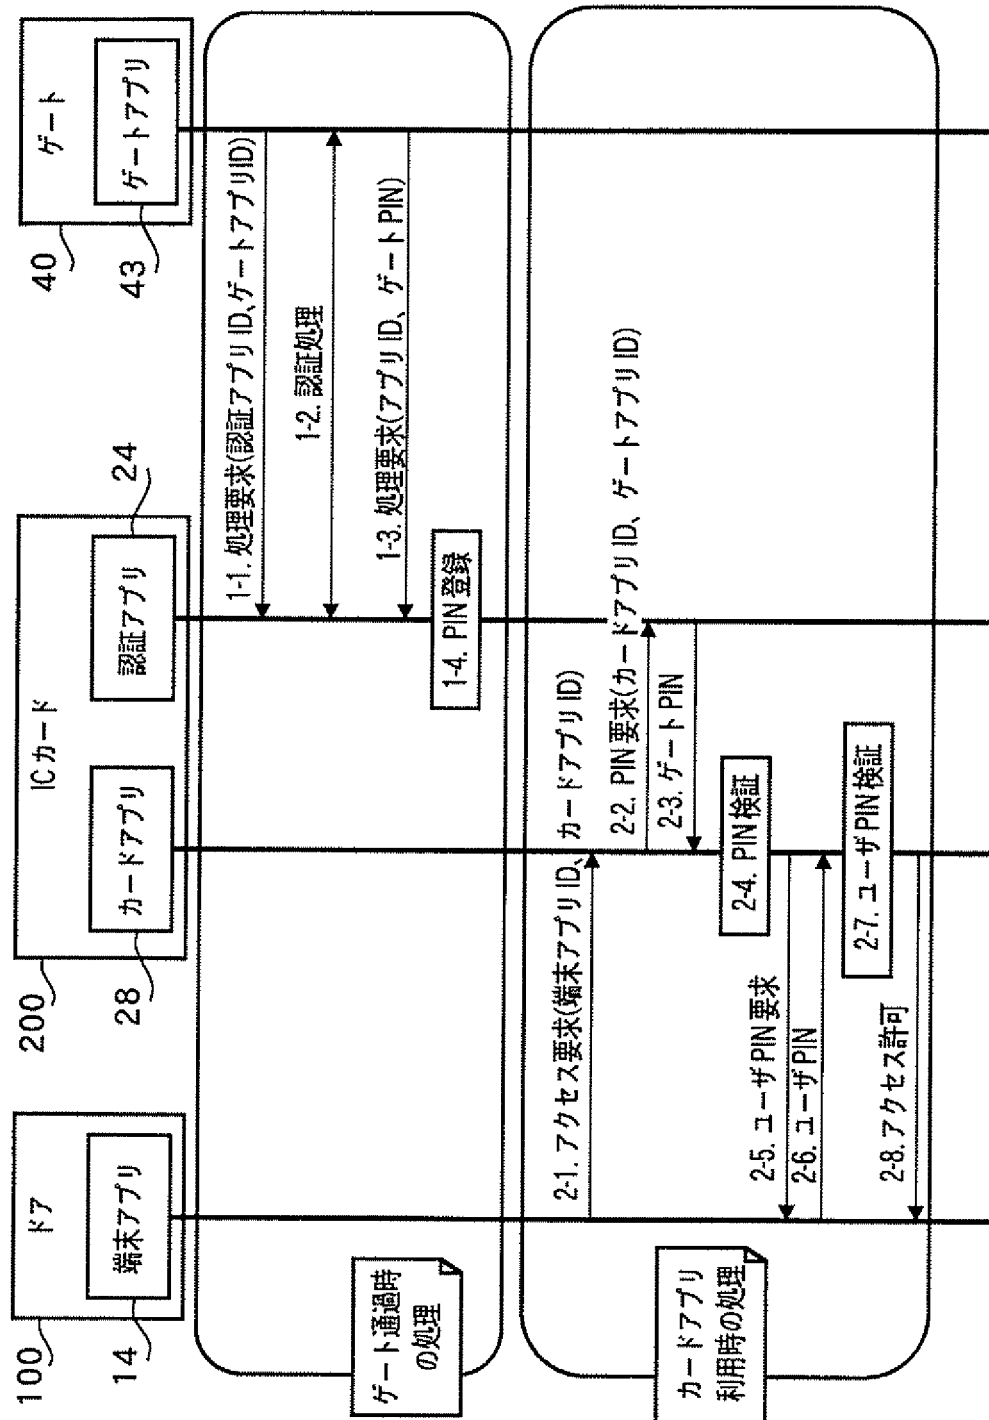 100
ドア
端末アプリ
14
200
ICカード
カードアプリ
28
認証アプリ
24
40
ゲート
ゲートアプリ
43
ゲート通過時
の処理
1-1. 処理要求(認証アプリID、ゲートアプリID)
1-2. 認証処理
1-3. 処理要求(アプリID、ゲートPIN)
1-4. PIN登録
カードアプリ
利用時の処理
2-1. アクセス要求(端末アプリID、カードアプリID)
2-2. PIN要求(カードアプリID、ゲートアプリID)
2-3. ゲートPIN
2-4. PIN検証
2-5. ユーザPIN要求
2-6. ユーザPIN
2-7. ユーザPIN検証
2-8. アクセス許可